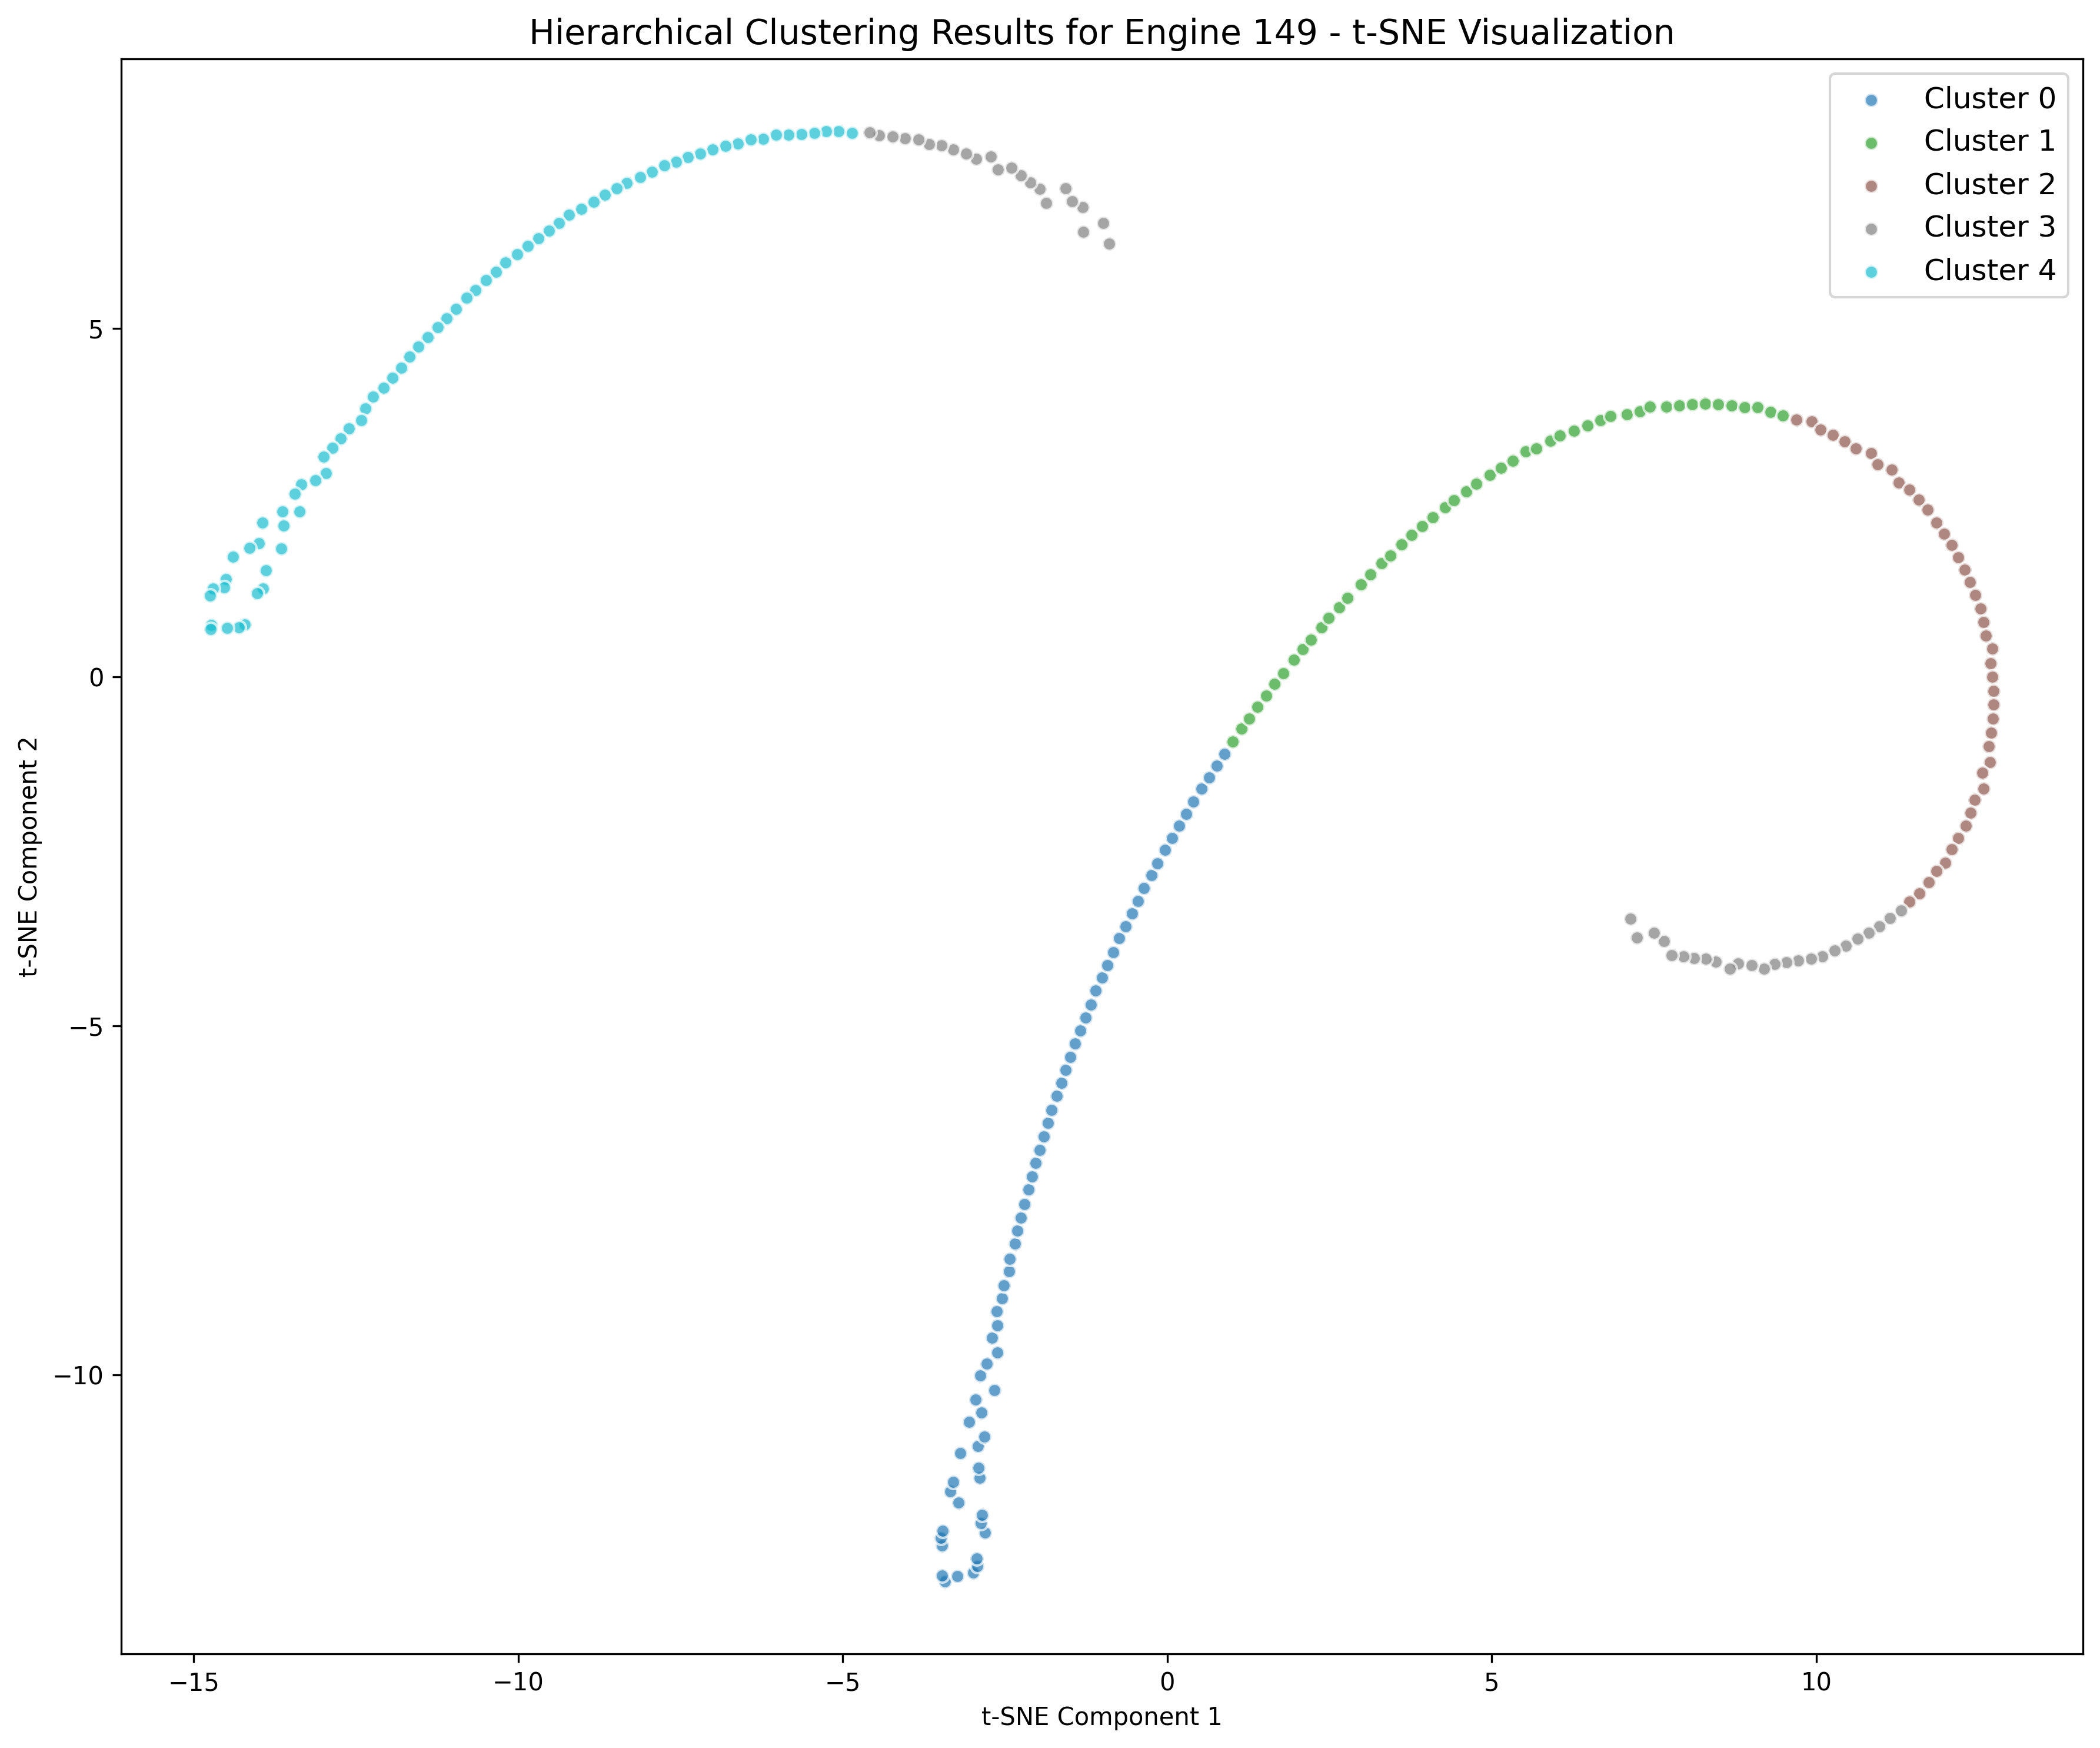 Hierarchical Clustering Results for Engine 149 - t-SNE Visualization
Cluster 0
Cluster 1
Cluster 2
Cluster 3
Cluster 4
5
0
−5
−10
t-SNE Component 2
−15
−10
−5
0
5
10
t-SNE Component 1